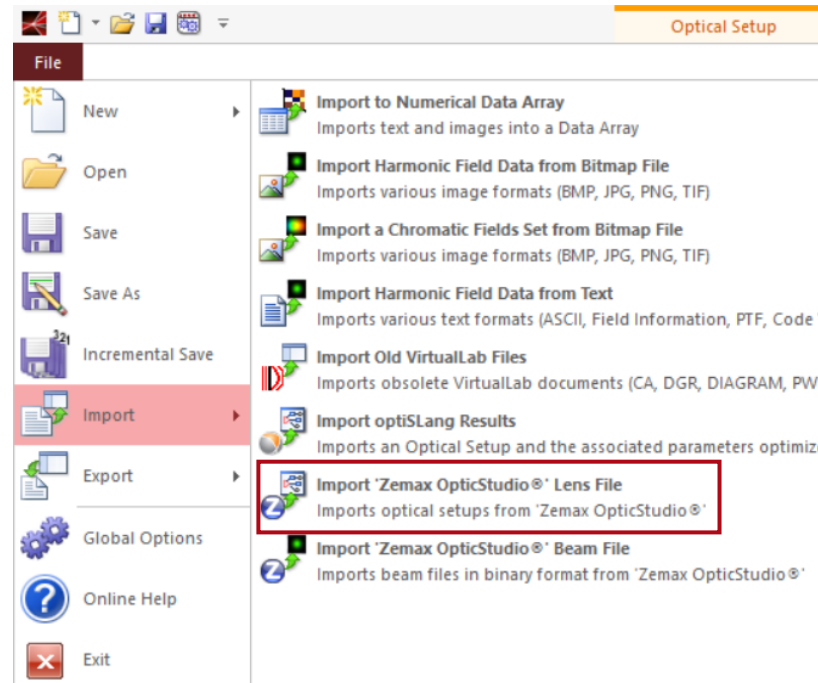 Optical Setup
File
New
Open
Save
Save As
321
Incremental Save
Import
Export
Global Options
Online Help
Exit
Import to Numerical Data Array
Imports text and images into a Data Array
Import Harmonic Field Data from Bitmap File
Imports various image formats (BMP, JPG, PNG, TIF)
Import a Chromatic Fields Set from Bitmap File
Imports various image formats (BMP, JPG, PNG, TIF)
Import Harmonic Field Data from Text
Imports various text formats (ASCII, Field Information, PTF, Code
Import Old VirtualLab Files
Imports obsolete VirtualLab documents (CA, DGR, DIAGRAM, PW
Import optiSLang Results
Imports an Optical Setup and the associated parameters optimiz
Import 'Zemax OpticStudio®' Lens File
Imports optical setups from 'Zemax OpticStudio®'
Import 'Zemax OpticStudio®' Beam File
Imports beam files in binary format from 'Zemax OpticStudio®'